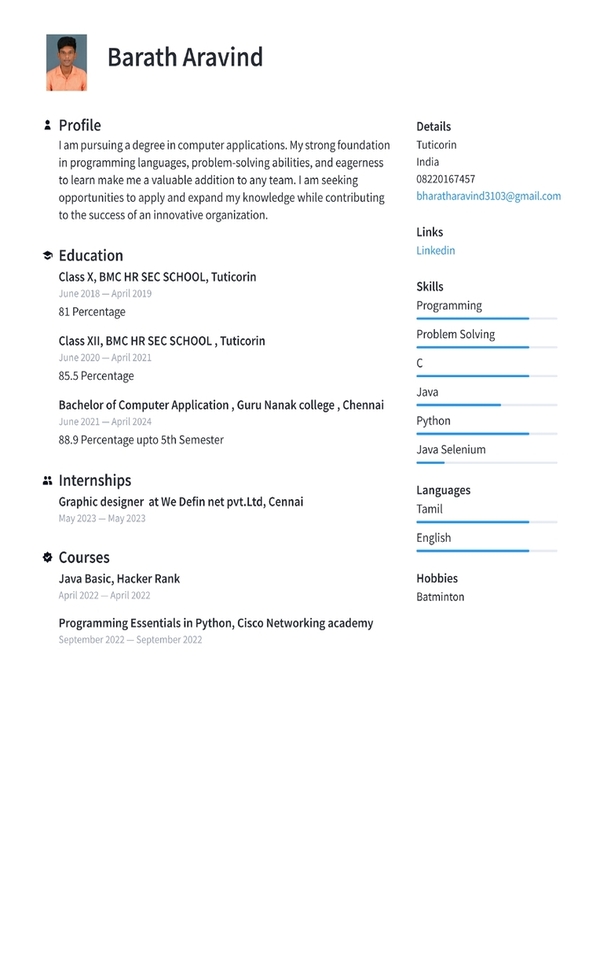 Barath Aravind
Profile
I am pursuing a degree in computer applications. My strong foundation
in programming languages, problem-solving abilities, and eagerness
to learn make me a valuable addition to any team. I am seeking
opportunities to apply and expand my knowledge while contributing
to the success of an innovative organization.
Education
Class X, BMC HR SEC SCHOOL, Tuticorin
June 2018 — April 2019
81 Percentage
Class XII, BMC HR SEC SCHOOL , Tuticorin
June 2020 — April 2021
85.5 Percentage
Bachelor of Computer Application , Guru Nanak college , Chennai
June 2021 — April 2024
88.9 Percentage upto 5th Semester
Internships
Graphic designer  at We Defin net pvt.Ltd, Cennai
May 2023 — May 2023
Courses
Java Basic, Hacker Rank
April 2022 — April 2022
Programming Essentials in Python, Cisco Networking academy
September 2022 — September 2022
Details
Tuticorin
India
08220167457
bharatharavind3103@gmail.com
Links
Linkedin
Skills
Programming
Problem Solving
C
Java
Python
Java Selenium
Languages
Tamil
English
Hobbies
Batminton